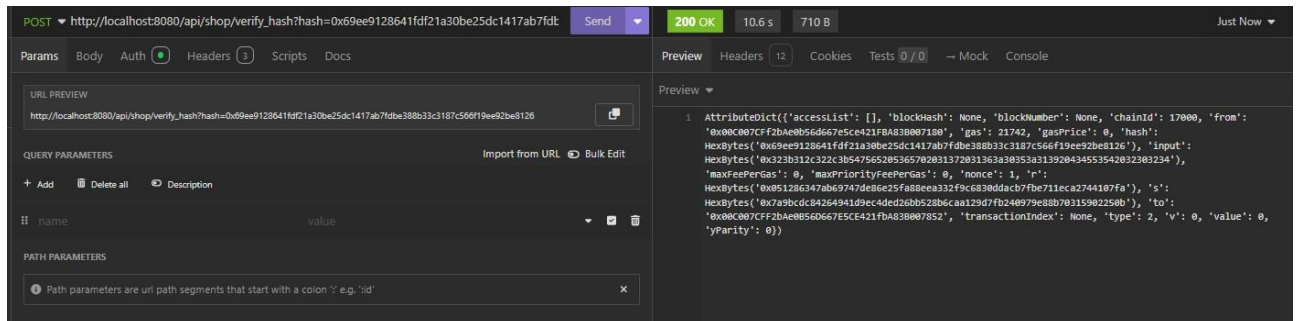 POST http://localhost:8080/api/shop/verify_hash?hash=0x69ee9128641fdf21a30be25dc1417ab7fdb Send
200 OK 10.6 s 710 B Just Now
Params Body Auth Headers 3 Scripts Docs
Preview Headers 12 Cookies Tests 0 / 0 → Mock Console
URL PREVIEW
http://localhost:8080/api/shop/verify_hash?hash=0x69ee9128641fdf21a30be25dc1417ab7fdbe388b33c3187c566f19ee92be8126
QUERY PARAMETERS Import from URL Bulk Edit
+ Add Delete all Description
name value
PATH PARAMETERS
Path parameters are url path segments that start with a colon ':' e.g. ':id'
Preview
1 AttributeDict({'accessList': [], 'blockHash': None, 'blockNumber': None, 'chainId': 17000, 'from':
'0x00C007CFf2bAe0b56d667e5ce421FBA83B007180', 'gas': 21742, 'gasPrice': 0, 'hash':
HexBytes('0x69ee9128641fdf21a30be25dc1417ab7fdbe388b33c3187c566f19ee92be8126'), 'input':
HexBytes('0x323b312c322c3b547565205365702031372031363a30353a313920434553542032303234'),
'maxFeePerGas': 0, 'maxPriorityFeePerGas': 0, 'nonce': 1, 'r':
HexBytes('0x051286347ab69747de86e25fa88eea332f9c6830ddacb7fbe711eca2744107fa'), 's':
HexBytes('0x7a9bcdc84264941d9ec4ded26bb528b6caa129d7fb240979e88b70315902250b'), 'to':
'0x00C007CFF2bAe0B56D667E5CE421fbA83B007852', 'transactionIndex': None, 'type': 2, 'v': 0, 'value': 0,
'yParity': 0})